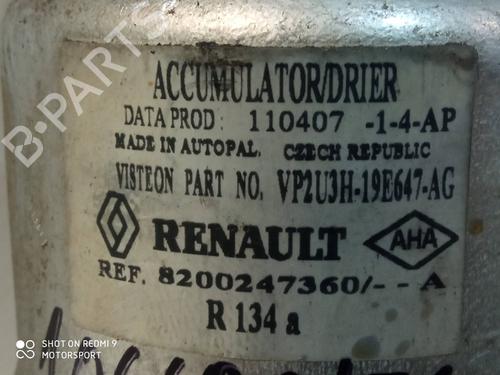 ACCUMULATOR/DRIER
DATA PROD: 110407 -1-4-AP
MADE IN AUTOPAL, CZECH REPUBLIC
VISTEON PART NO. VP2U3H-19E647-AG
RENAULT AHA
REF. 8200247360/- - A
R 134 a
SHOT ON REDMI 9
MOTORSPORT
B-PARTS